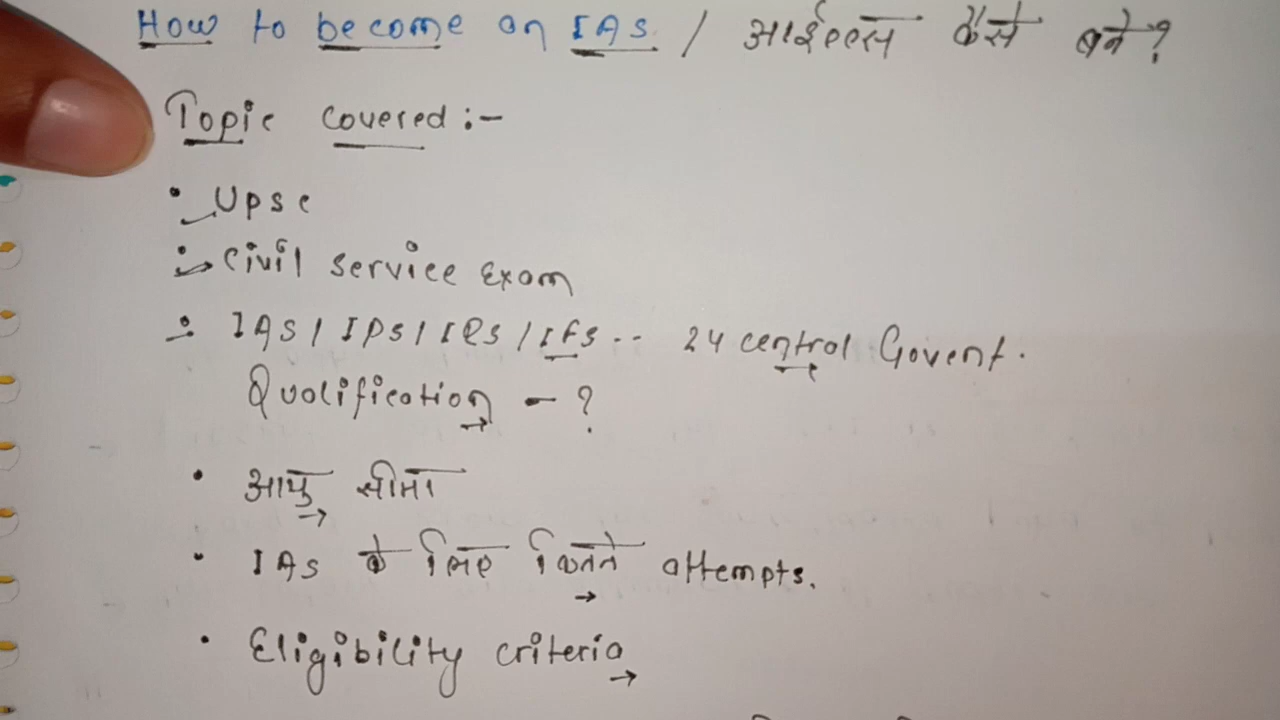 How to become an IAS / आईएएस कैसे बने?
Topic covered :-
• Upsc
• Civil service Exam
• IAS / IPS / IRS / IFS .. 24 central Govent.
Qualification - ?
• आयु सीमा
• IAS के लिए कितने attempts.
• Eligibility criteria